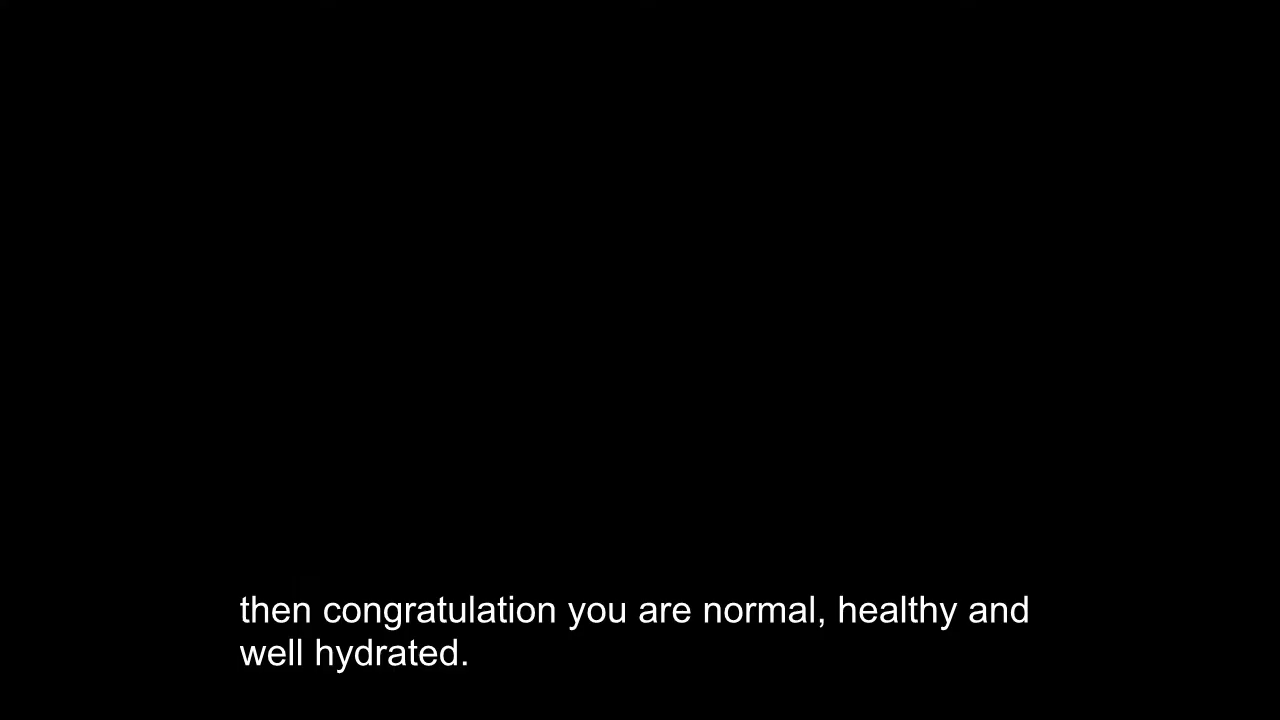 then congratulation you are normal, healthy and
well hydrated.